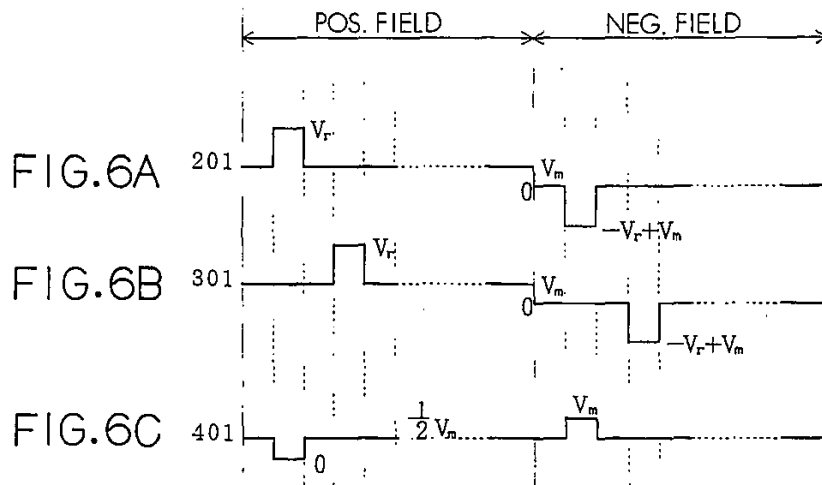 POS. FIELD NEG. FIELD
FIG.6A 201 Vr Vm 0 −Vr+Vm
FIG.6B 301 Vr Vm 0 −Vr+Vm
FIG.6C 401 0 1/2 Vm Vm